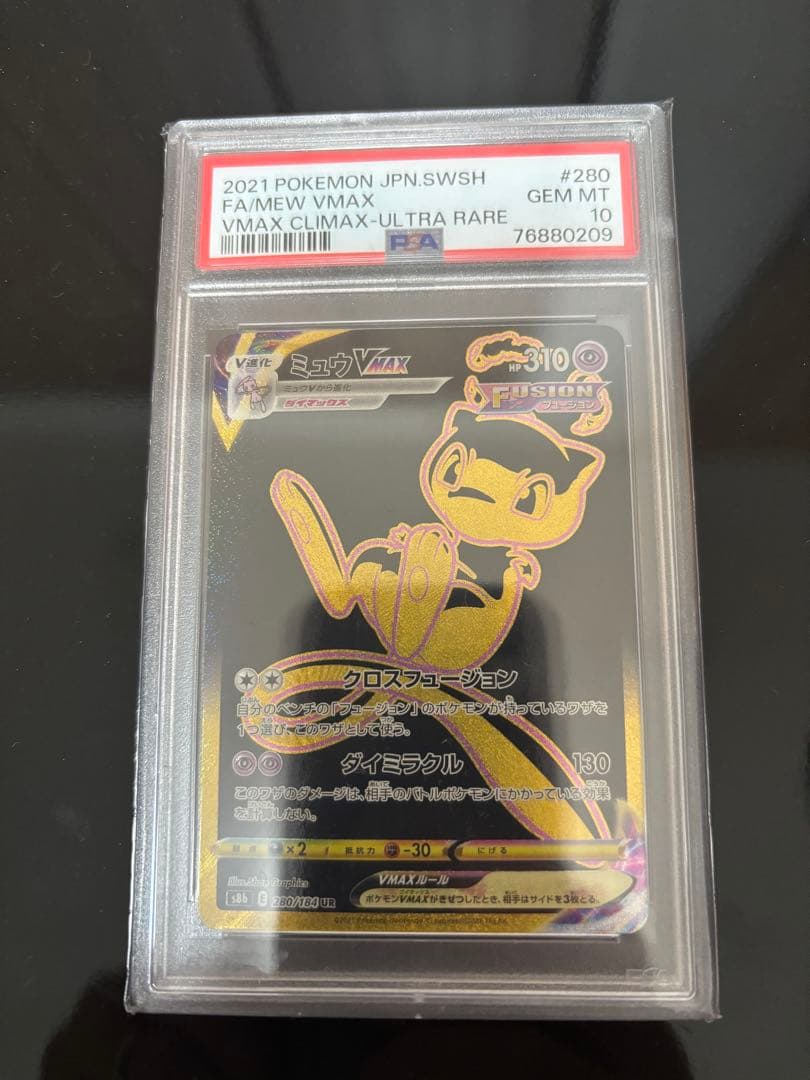 2021 POKEMON JPN.SWSH #280
FA/MEW VMAX GEM MT
VMAX CLIMAX-ULTRA RARE 10
PSA 76880209
V進化 ミュウVMAX HP310
ミュウVから進化
ダイマックス
FUSION
フュージョン
クロスフュージョン
自分のベンチの「フュージョン」のポケモンが持っているワザを
1つ選び、このワザとして使う。
ダイミラクル 130
このワザのダメージは、相手のバトルポケモンにかかっている効果
を計算しない。
×2 抵抗力 -30 にげる
Illus. Shan Graphics
VMAXルール
s8b E 280/184 UR
ポケモンVMAXがきぜつしたとき、相手はサイドを3枚とる。